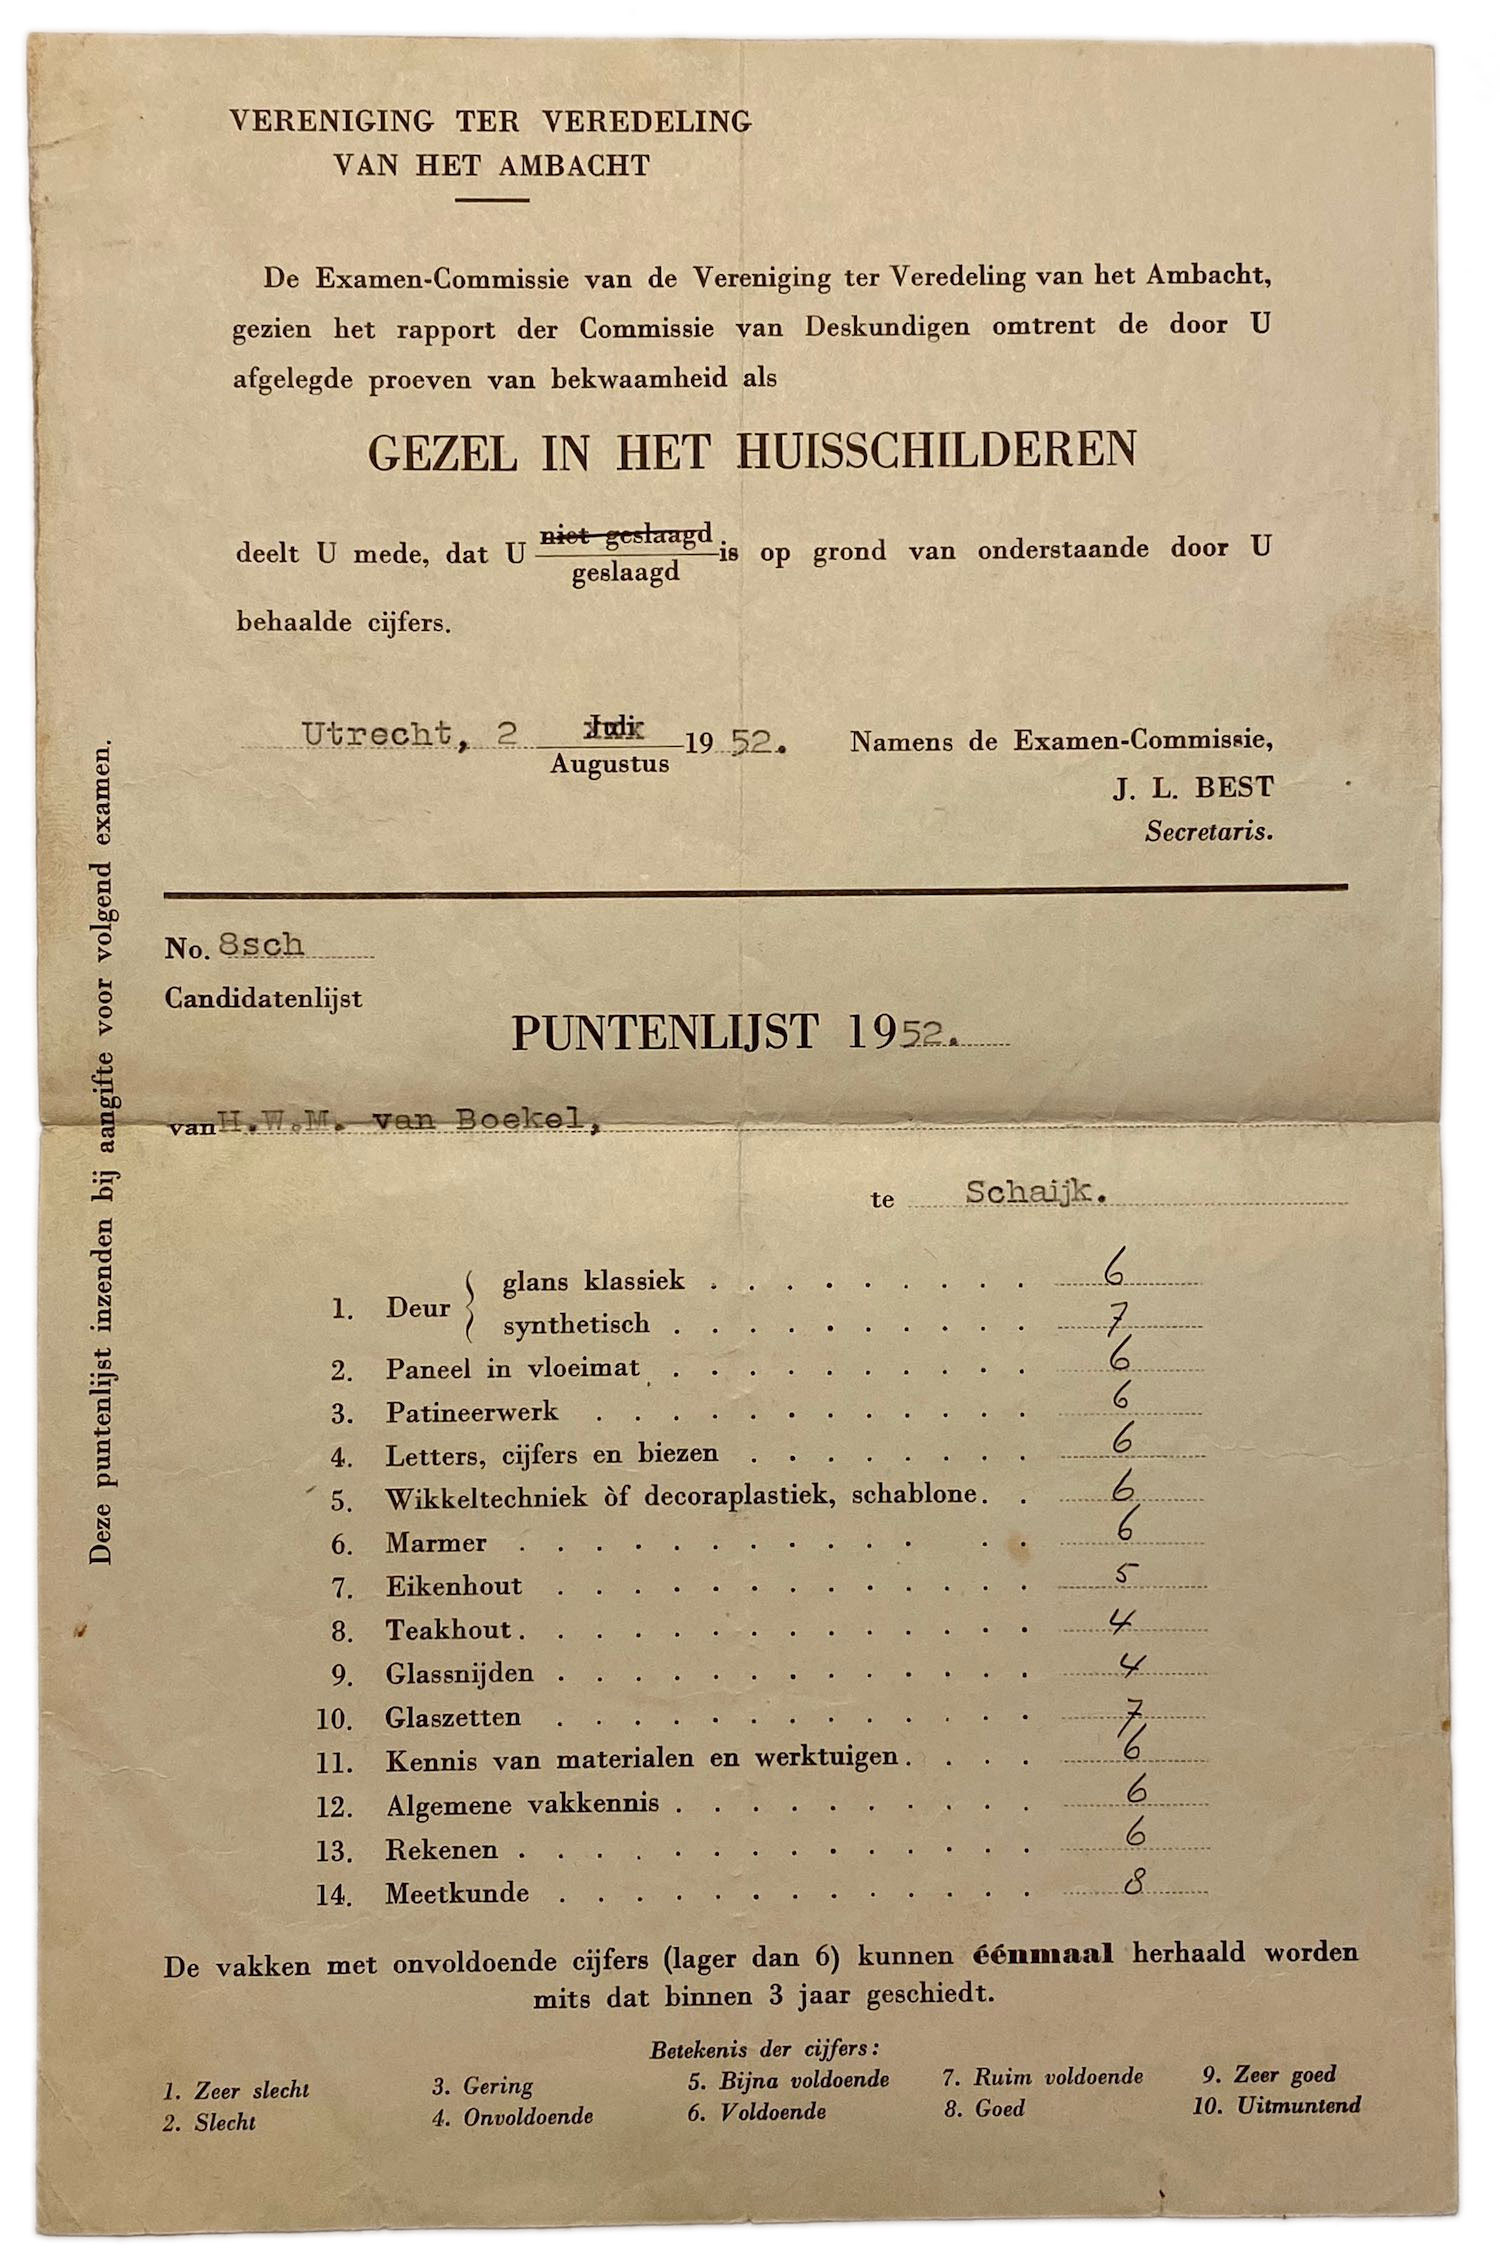 VERENIGING TER VEREDELING
VAN HET AMBACHT
De Examen-Commissie van de Vereniging ter Veredeling van het Ambacht,
gezien het rapport der Commissie van Deskundigen omtrent de door U
afgelegde proeven van bekwaamheid als
GEZEL IN HET HUISSCHILDEREN
deelt U mede, dat U niet geslaagd / geslaagd is op grond van onderstaande door U
behaalde cijfers.
Utrecht, 2 Juli / Augustus 1952. Namens de Examen-Commissie,
J. L. BEST
Secretaris.
No. 8sch
Candidatenlijst
PUNTENLIJST 1952.
van H.W.M. van Boekel,
te Schaijk.
1. Deur { glans klassiek . . . . . . . . . 6
synthetisch . . . . . . . . . . 7
2. Paneel in vloeimat . . . . . . . . . . 6
3. Patineerwerk . . . . . . . . . . . . 6
4. Letters, cijfers en biezen . . . . . . . . 6
5. Wikkeltechniek òf decoraplastiek, schablone. . 6
6. Marmer . . . . . . . . . . . . . 6
7. Eikenhout . . . . . . . . . . . . . 5
8. Teakhout. . . . . . . . . . . . . . 4
9. Glassnijden . . . . . . . . . . . . . 4
10. Glaszetten . . . . . . . . . . . . . 7
11. Kennis van materialen en werktuigen. . . . 6
12. Algemene vakkennis . . . . . . . . . . 6
13. Rekenen . . . . . . . . . . . . . . 6
14. Meetkunde . . . . . . . . . . . . . 8
De vakken met onvoldoende cijfers (lager dan 6) kunnen éénmaal herhaald worden
mits dat binnen 3 jaar geschiedt.
Betekenis der cijfers:
1. Zeer slecht 3. Gering 5. Bijna voldoende 7. Ruim voldoende 9. Zeer goed
2. Slecht 4. Onvoldoende 6. Voldoende 8. Goed 10. Uitmuntend
Deze puntenlijst inzenden bij aangifte voor volgend examen.